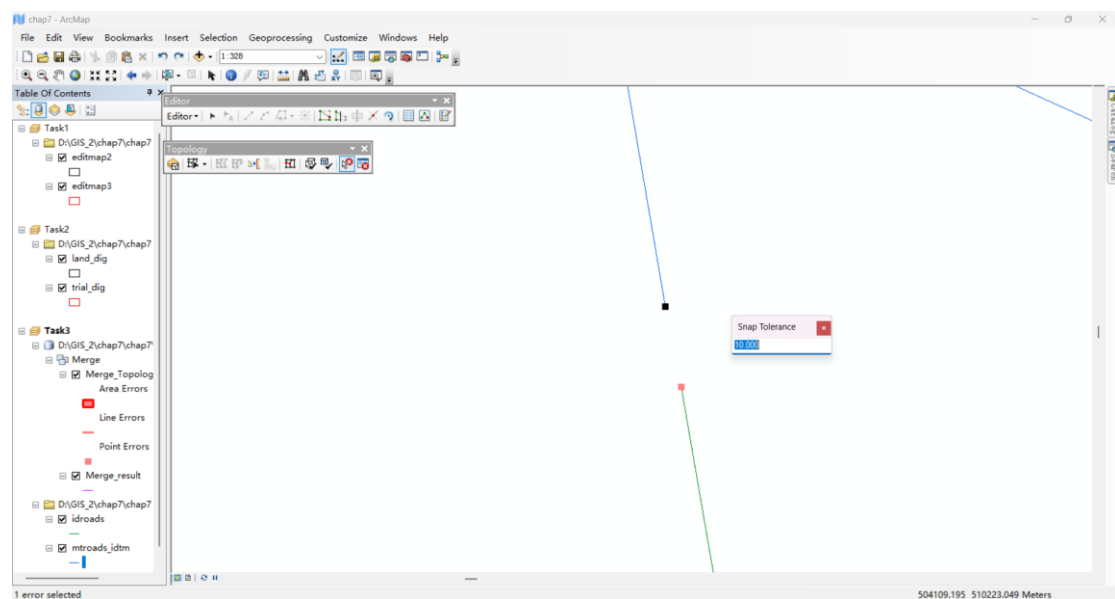 chap7 - ArcMap
File Edit View Bookmarks Insert Selection Geoprocessing Customize Windows Help
1:328
Table Of Contents
Editor
Editor
Topology
Task1
D:\GIS_2\chap7\chap7
editmap2
editmap3
Task2
D:\GIS_2\chap7\chap7
land_dig
trial_dig
Task3
D:\GIS_2\chap7\chap7
Merge
Merge_Topolog
Area Errors
Line Errors
Point Errors
Merge_result
D:\GIS_2\chap7\chap7
idroads
mtroads_idtm
Snap Tolerance
10.000
Catalog
Search
1 error selected
504109.195 510223.049 Meters